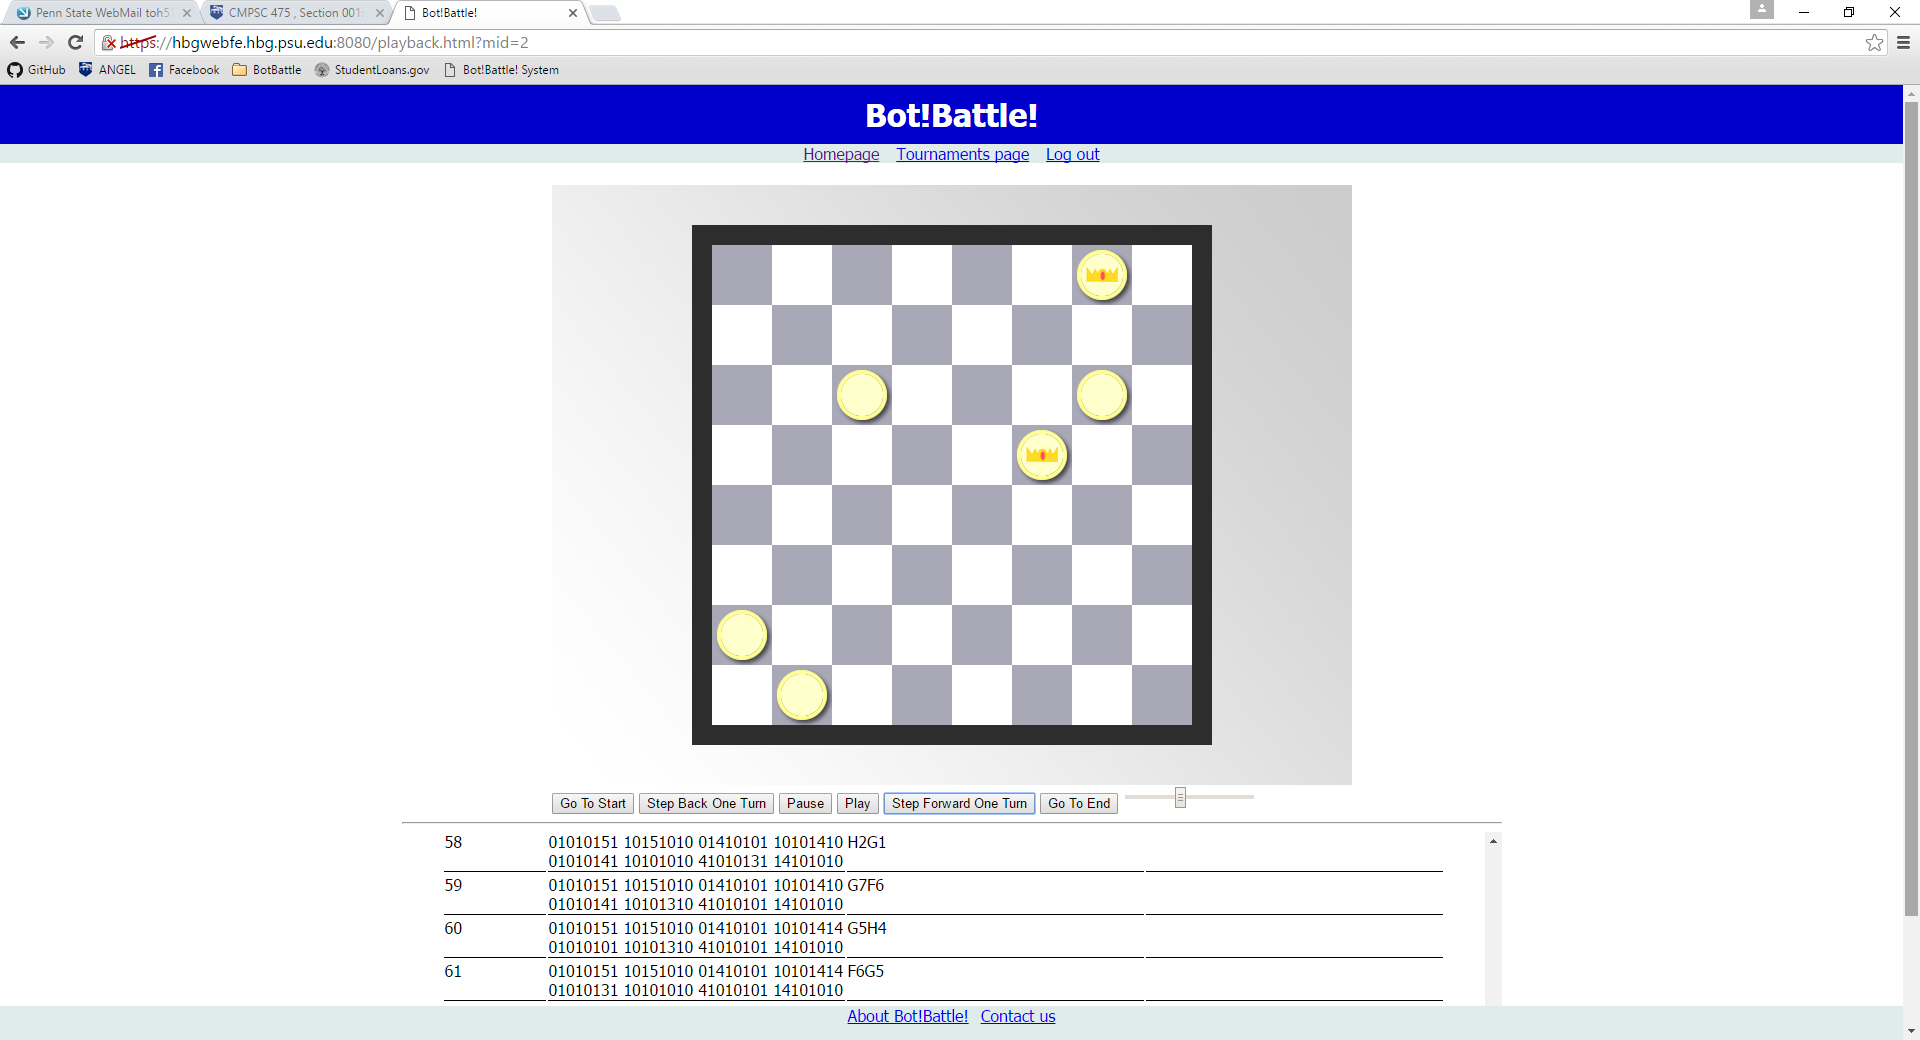 Penn State WebMail toh5
CMPSC 475 , Section 001:
Bot!Battle!
https://hbgwebfe.hbg.psu.edu:8080/playback.html?mid=2
GitHub ANGEL Facebook BotBattle StudentLoans.gov Bot!Battle! System
Bot!Battle!
Homepage Tournaments page Log out
Go To Start Step Back One Turn Pause Play Step Forward One Turn Go To End
58 01010151 10151010 01410101 10101410 H2G1
01010141 10101010 41010131 14101010
59 01010151 10151010 01410101 10101410 G7F6
01010141 10101310 41010101 14101010
60 01010151 10151010 01410101 10101414 G5H4
01010101 10101310 41010101 14101010
61 01010151 10151010 01410101 10101414 F6G5
01010131 10101010 41010101 14101010
About Bot!Battle! Contact us